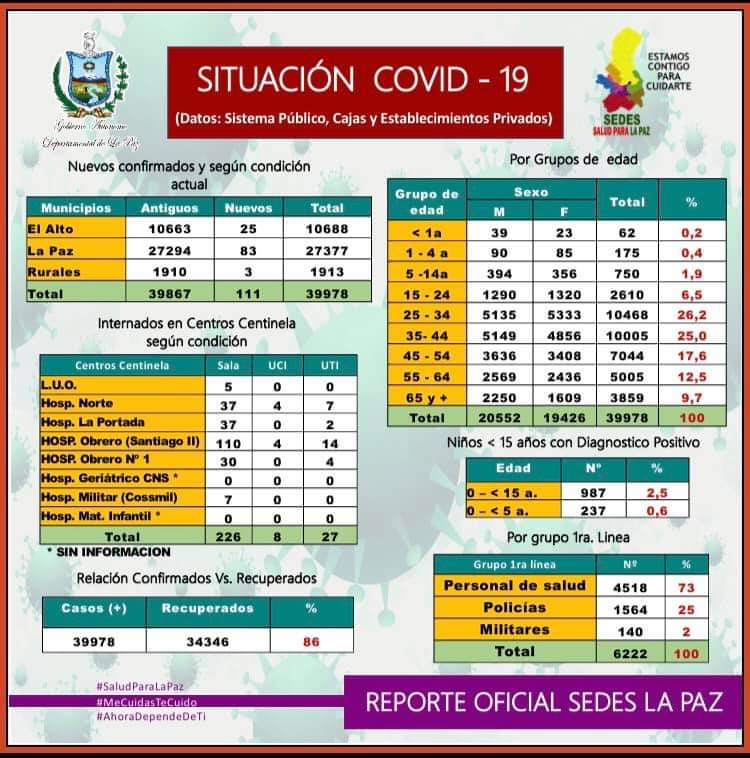 Gobierno Autónomo
Departamental de La Paz
SITUACIÓN COVID - 19
(Datos: Sistema Público, Cajas y Establecimientos Privados)
ESTAMOS
CONTIGO
PARA
CUIDARTE
SEDES
SALUD PARA LA PAZ
Nuevos confirmados y según condición
actual
Municipios Antiguos Nuevos Total
El Alto 10663 25 10688
La Paz 27294 83 27377
Rurales 1910 3 1913
Total 39867 111 39978
Internados en Centros Centinela
según condición
Centros Centinela Sala UCI UTI
L.U.O. 5 0 0
Hosp. Norte 37 4 7
Hosp. La Portada 37 0 2
HOSP. Obrero (Santiago II) 110 4 14
HOSP. Obrero Nº 1 30 0 4
Hosp. Geriátrico CNS * 0 0 0
Hosp. Militar (Cossmil) 7 0 0
Hosp. Mat. Infantil * 0 0 0
Total 226 8 27
* SIN INFORMACION
Relación Confirmados Vs. Recuperados
Casos (+) Recuperados %
39978 34346 86
Por Grupos de edad
Grupo de edad Sexo Total %
M F
< 1a 39 23 62 0,2
1 - 4 a 90 85 175 0,4
5 -14a 394 356 750 1,9
15 - 24 1290 1320 2610 6,5
25 - 34 5135 5333 10468 26,2
35- 44 5149 4856 10005 25,0
45 - 54 3636 3408 7044 17,6
55 - 64 2569 2436 5005 12,5
65 y + 2250 1609 3859 9,7
Total 20552 19426 39978 100
Niños < 15 años con Diagnostico Positivo
Edad Nº %
0 – < 15 a. 987 2,5
0 – < 5 a. 237 0,6
Por grupo 1ra. Linea
Grupo 1ra línea Nº %
Personal de salud 4518 73
Policías 1564 25
Militares 140 2
Total 6222 100
#SaludParaLaPaz
#MeCuidasTeCuido
#AhoraDependeDeTi
REPORTE OFICIAL SEDES LA PAZ